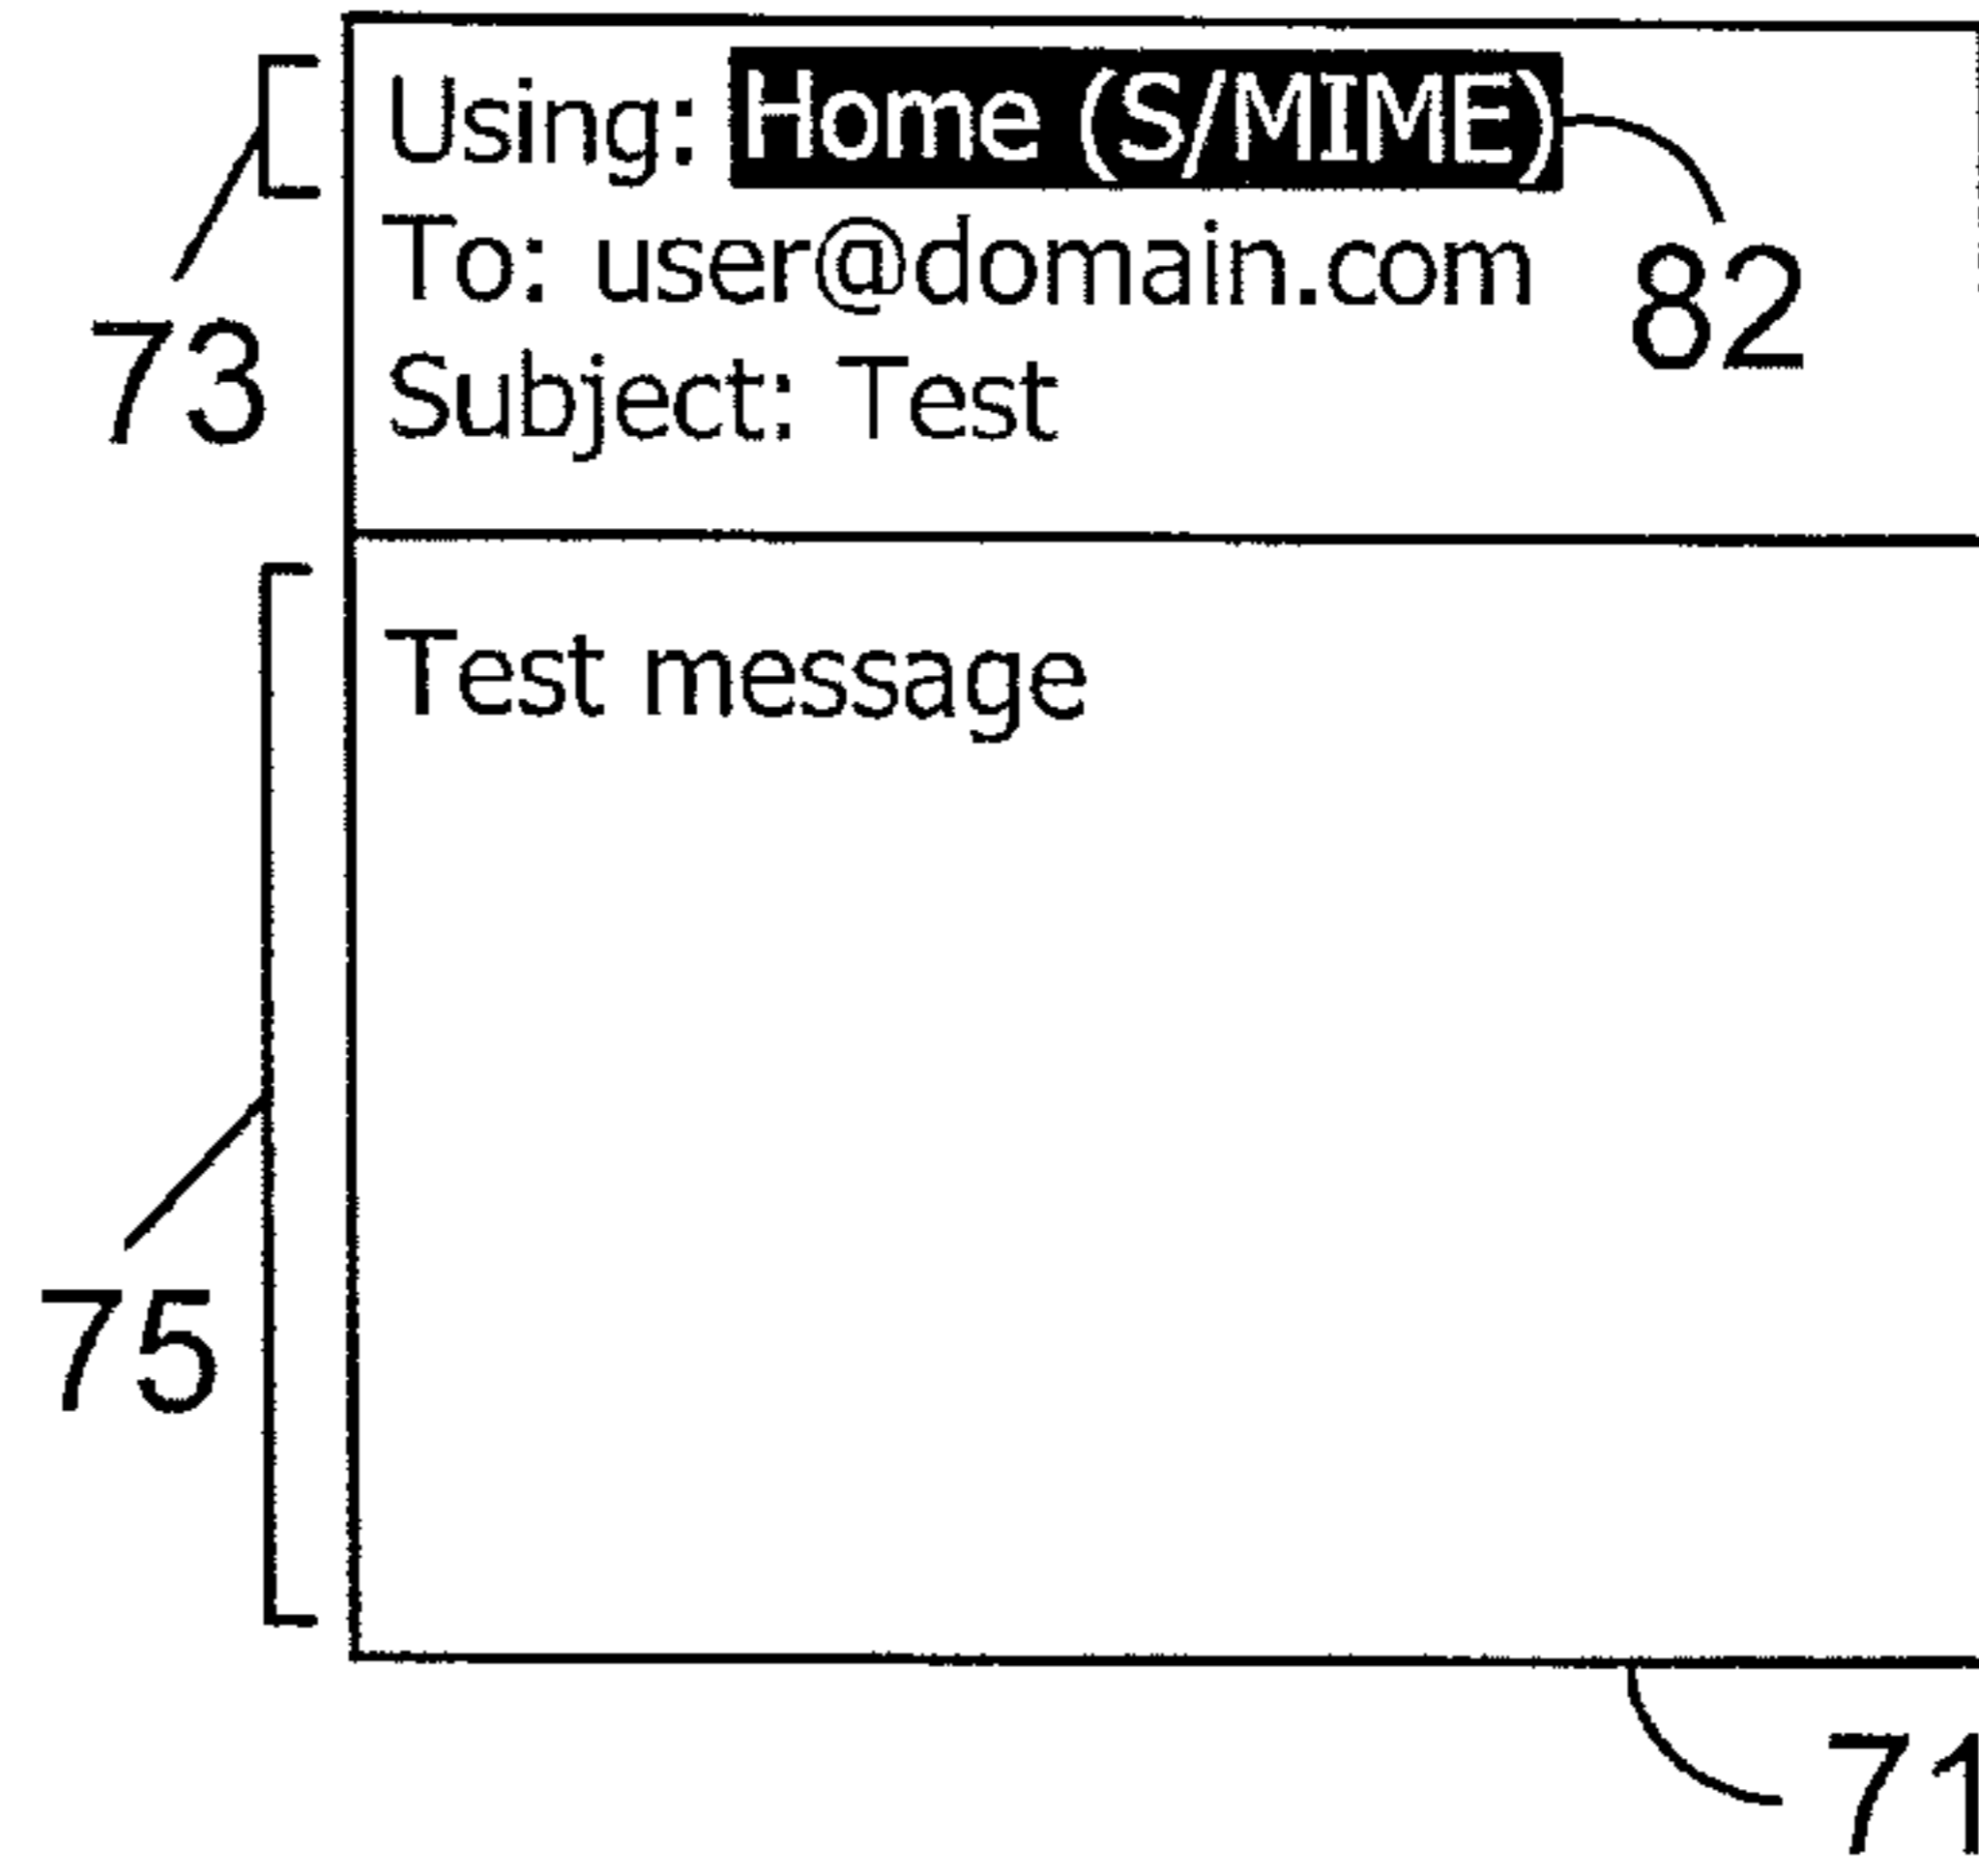 Using: Home (S/MIME)
To: user@domain.com
82
73
Subject: Test
Test message
75
71